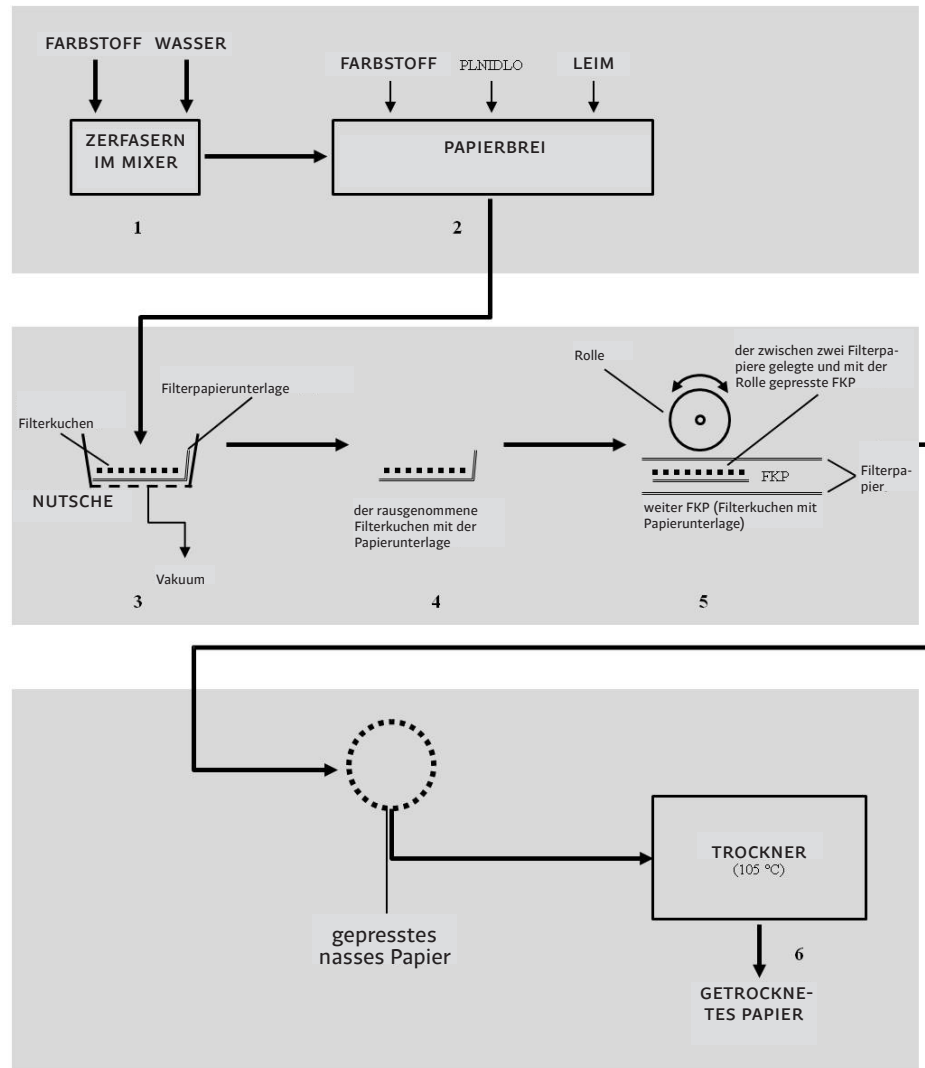 FARBSTOFF WASSER
FARBSTOFF PLNIDLO LEIM
ZERFASERN
IM MIXER
PAPIERBREI
1
2
Filterkuchen
Filterpapierunterlage
NUTSCHE
Vakuum
3
der rausgenommene
Filterkuchen mit der
Papierunterlage
4
Rolle
der zwischen zwei Filterpa-
piere gelegte und mit der
Rolle gepresste FKP
FKP
Filterpa-
pier
weiter FKP (Filterkuchen mit
Papierunterlage)
5
gepresstes
nasses Papier
TROCKNER
(105 °C)
6
GETROCKNE-
TES PAPIER